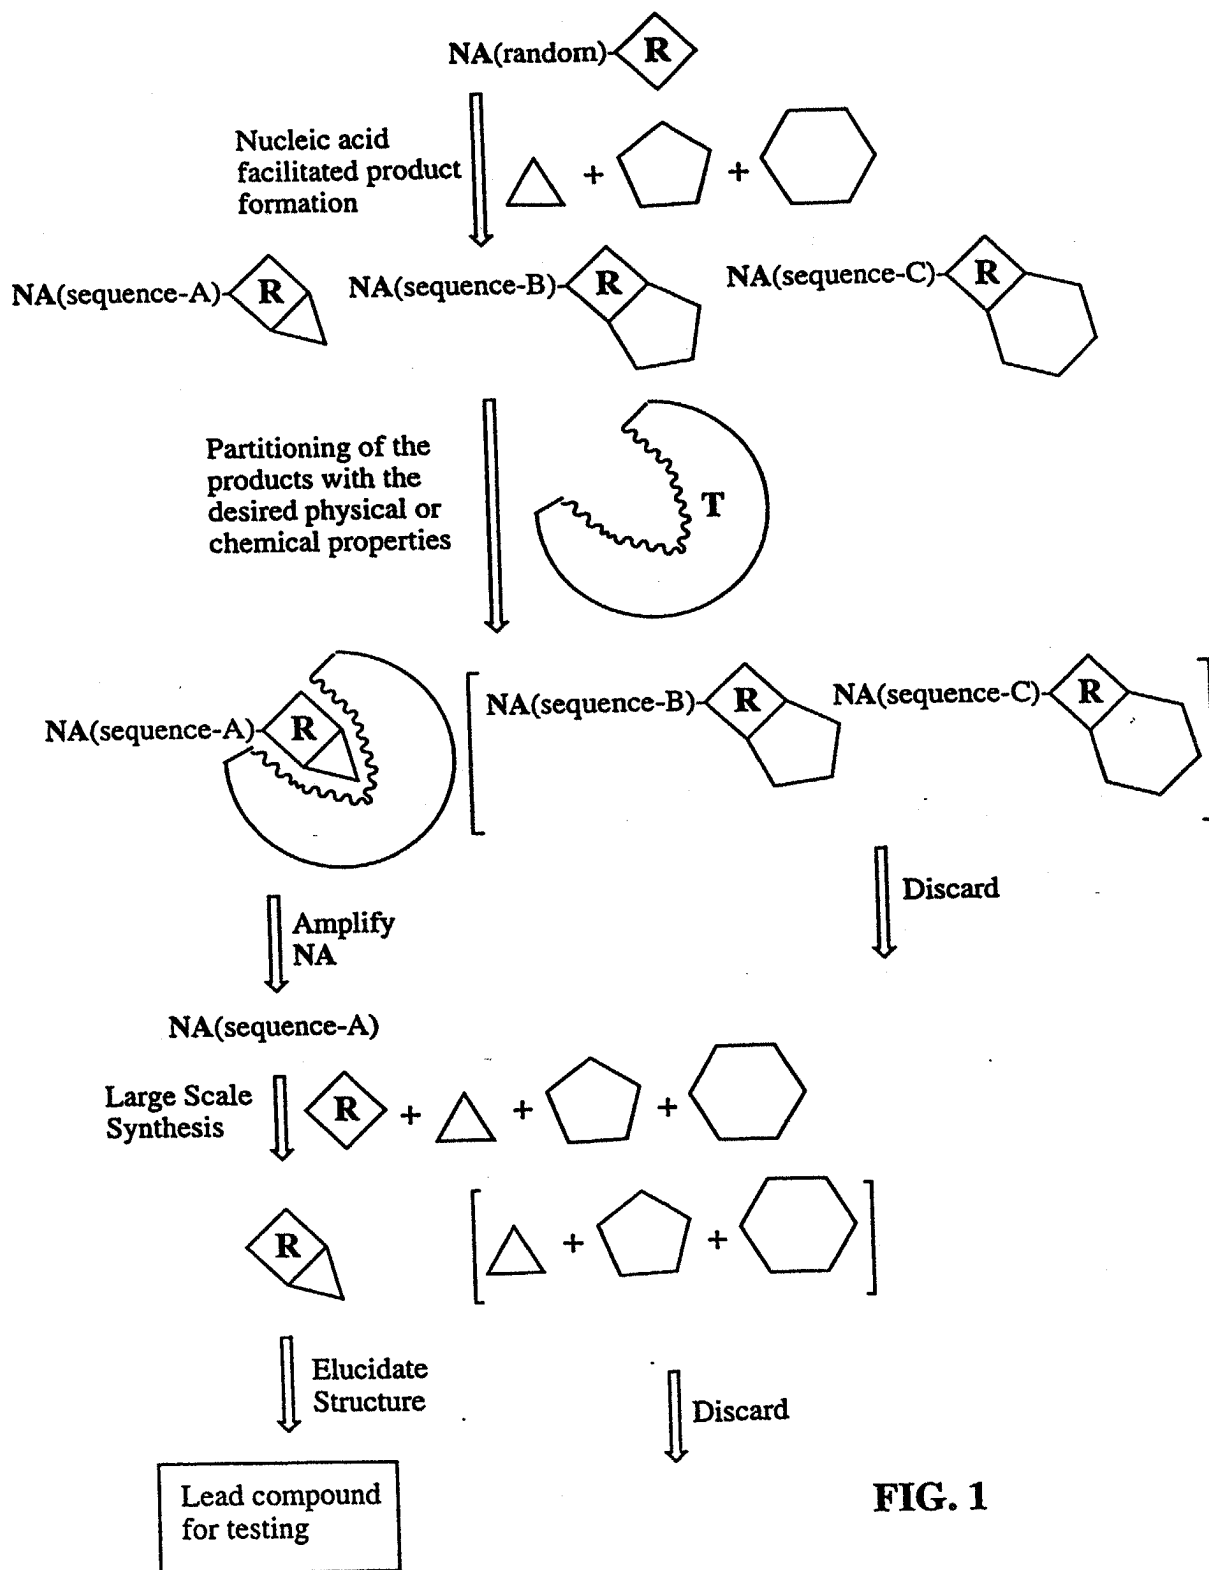 NA(random)-R
Nucleic acid
facilitated product
formation
+ +
NA(sequence-A)-R NA(sequence-B)-R NA(sequence-C)-R
Partitioning of the
products with the
desired physical or
chemical properties
T
NA(sequence-A)-R NA(sequence-B)-R NA(sequence-C)-R
Discard
Amplify
NA
NA(sequence-A)
Large Scale
Synthesis
R + + +
R + +
Elucidate
Structure
Discard
Lead compound
for testing
FIG. 1